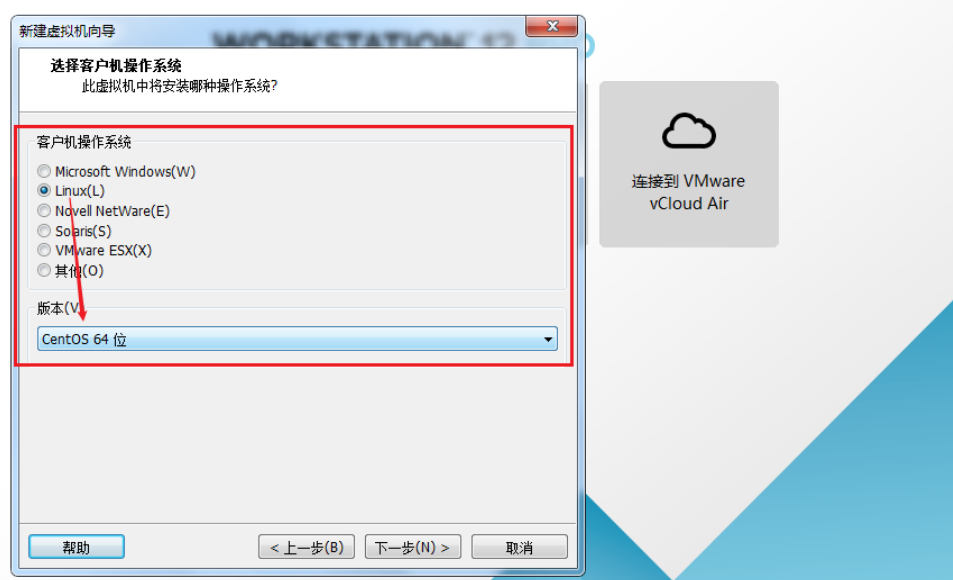 新建虚拟机向导
WORKSTATION 12
选择客户机操作系统
此虚拟机中将安装哪种操作系统?
客户机操作系统
Microsoft Windows(W)
Linux(L)
Novell NetWare(E)
Solaris(S)
VMware ESX(X)
其他(O)
版本(V)
CentOS 64 位
帮助
< 上一步(B)
下一步(N) >
取消
连接到 VMware
vCloud Air